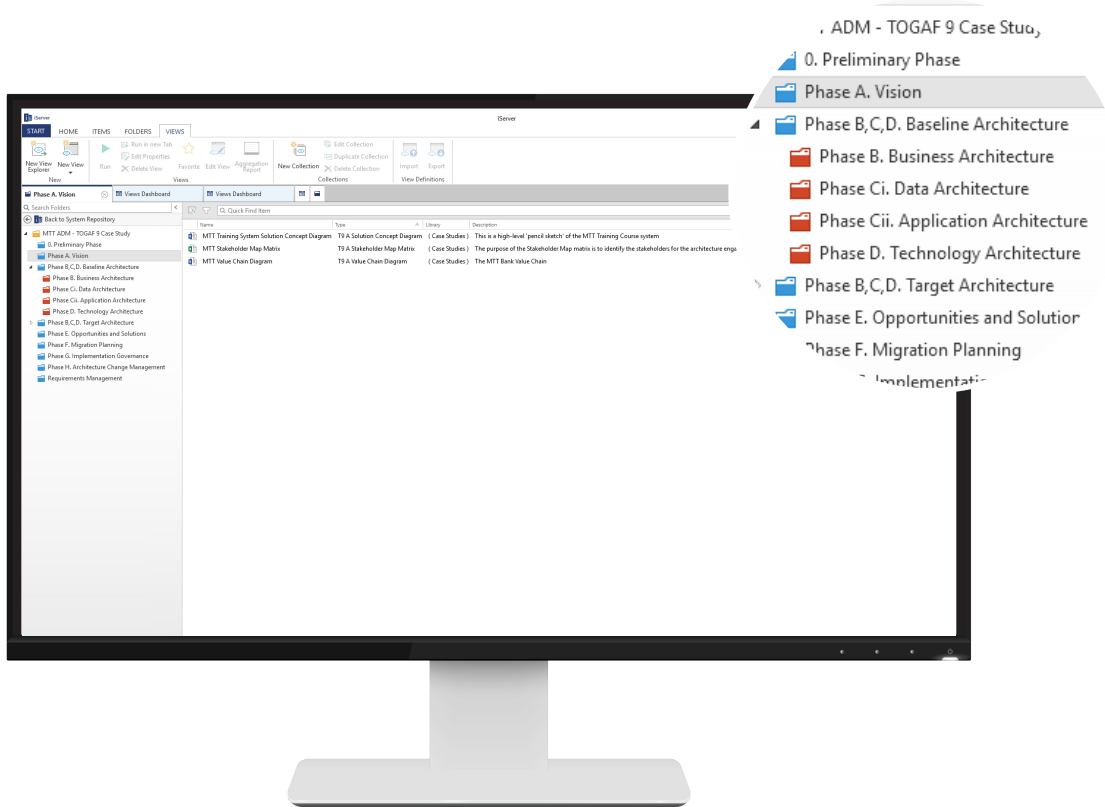 iServer
iServer
START HOME ITEMS FOLDERS VIEWS
New View Explorer
New View
New
Run
Run in new Tab
Edit Properties
Delete View
Favorite
Edit View
Aggregation Report
Views
New Collection
Edit Collection
Duplicate Collection
Delete Collection
Collections
Import
Export
View Definitions
Phase A. Vision
Views Dashboard
Views Dashboard
Search Folders
<
Quick Find Item
Back to System Repository
MTT ADM - TOGAF 9 Case Study
0. Preliminary Phase
Phase A. Vision
Phase B,C,D. Baseline Architecture
Phase B. Business Architecture
Phase Ci. Data Architecture
Phase Cii. Application Architecture
Phase D. Technology Architecture
Phase B,C,D. Target Architecture
Phase E. Opportunities and Solutions
Phase F. Migration Planning
Phase G. Implementation Governance
Phase H. Architecture Change Management
Requirements Management
Name Type Library Description
MTT Training System Solution Concept Diagram T9 A Solution Concept Diagram ( Case Studies ) This is a high-level 'pencil sketch' of the MTT Training Course system
MTT Stakeholder Map Matrix T9 A Stakeholder Map Matrix ( Case Studies ) The purpose of the Stakeholder Map matrix is to identify the stakeholders for the architecture enga
MTT Value Chain Diagram T9 A Value Chain Diagram ( Case Studies ) The MTT Bank Value Chain
ADM - TOGAF 9 Case Study
0. Preliminary Phase
Phase A. Vision
Phase B,C,D. Baseline Architecture
Phase B. Business Architecture
Phase Ci. Data Architecture
Phase Cii. Application Architecture
Phase D. Technology Architecture
Phase B,C,D. Target Architecture
Phase E. Opportunities and Solution
Phase F. Migration Planning
Implementati